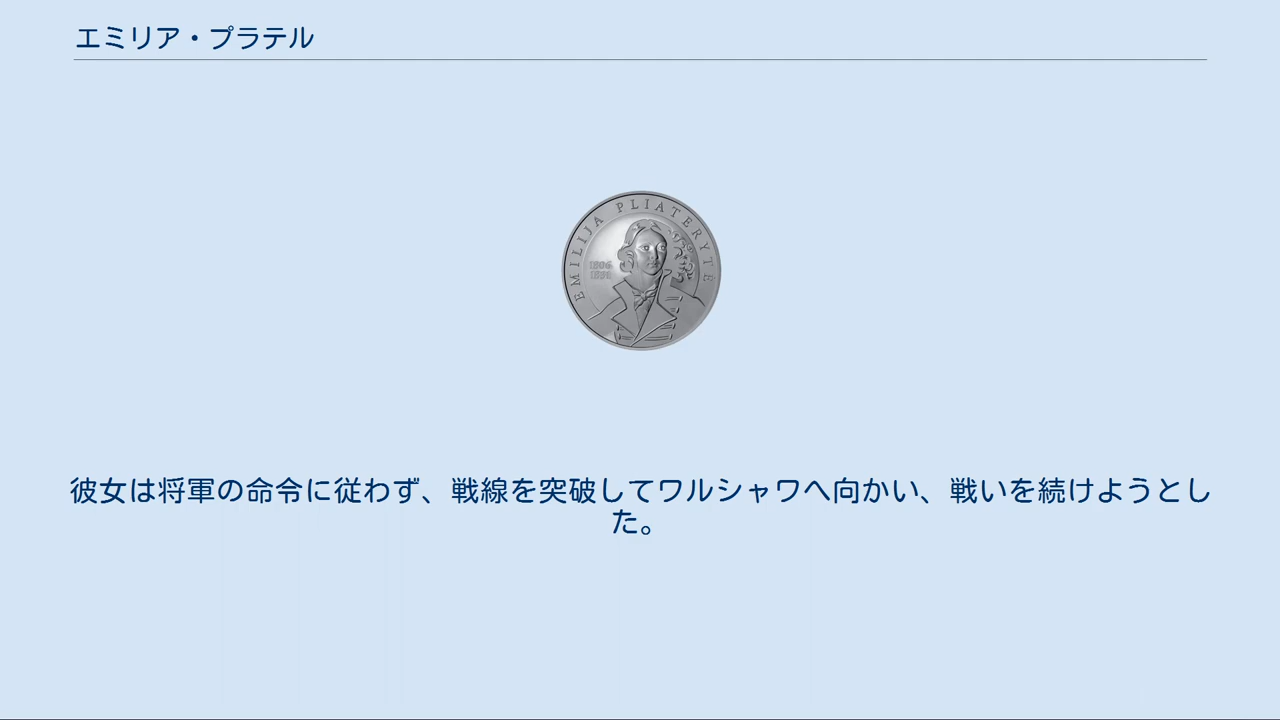 エミリア・プラテル
EMILIJA PLIATERYTĖ
1806
1831
彼女は将軍の命令に従わず、戦線を突破してワルシャワへ向かい、戦いを続けようとし
た。